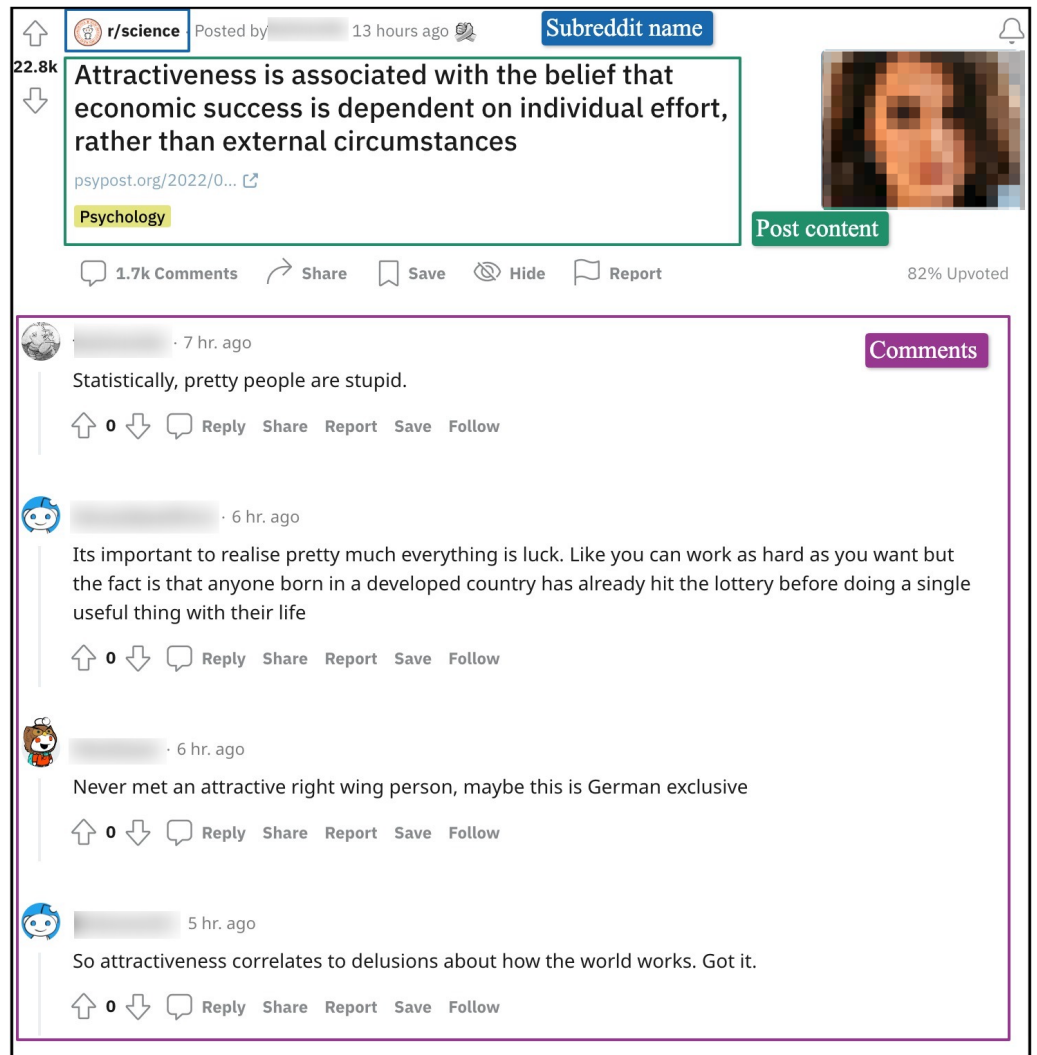 r/science Posted by 13 hours ago Subreddit name
22.8k
Attractiveness is associated with the belief that
economic success is dependent on individual effort,
rather than external circumstances
psypost.org/2022/0...
Psychology
Post content
1.7k Comments Share Save Hide Report 82% Upvoted
· 7 hr. ago
Comments
Statistically, pretty people are stupid.
0 Reply Share Report Save Follow
· 6 hr. ago
Its important to realise pretty much everything is luck. Like you can work as hard as you want but
the fact is that anyone born in a developed country has already hit the lottery before doing a single
useful thing with their life
0 Reply Share Report Save Follow
· 6 hr. ago
Never met an attractive right wing person, maybe this is German exclusive
0 Reply Share Report Save Follow
5 hr. ago
So attractiveness correlates to delusions about how the world works. Got it.
0 Reply Share Report Save Follow